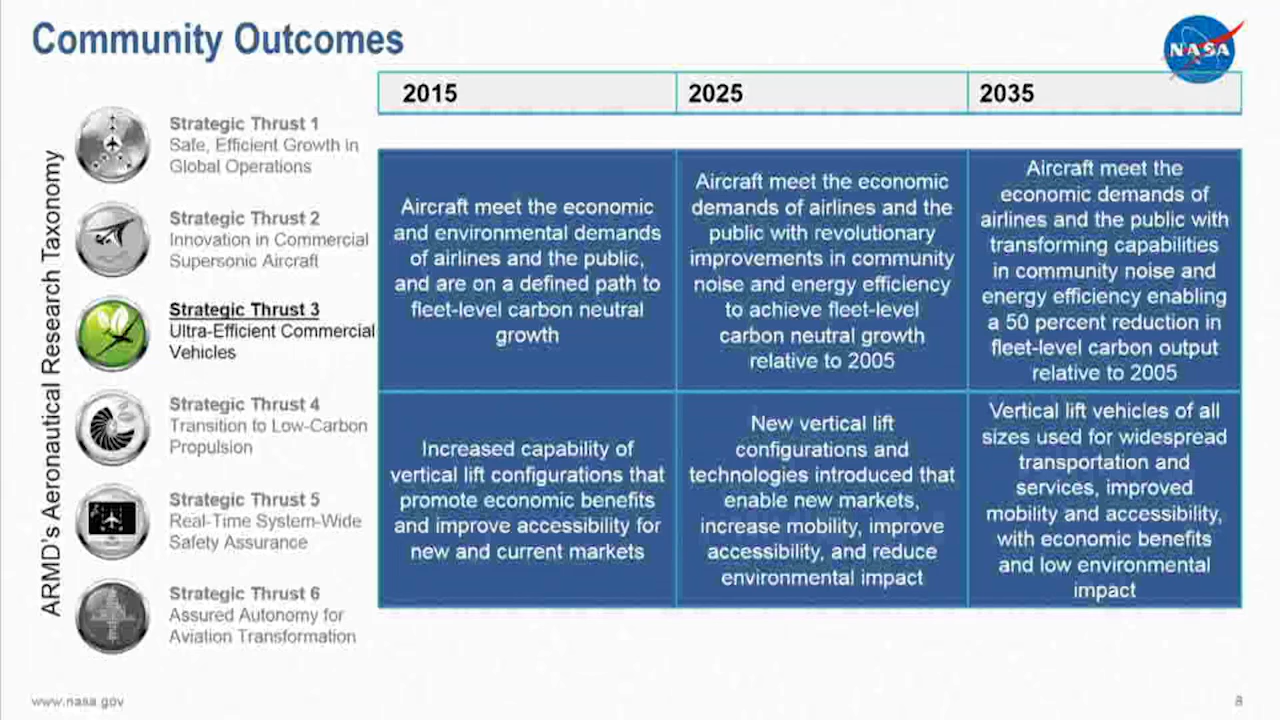 Community Outcomes
NASA
2015
2025
2035
ARMD's Aeronautical Research Taxonomy
Strategic Thrust 1
Safe, Efficient Growth in
Global Operations
Strategic Thrust 2
Innovation in Commercial
Supersonic Aircraft
Strategic Thrust 3
Ultra-Efficient Commercial
Vehicles
Strategic Thrust 4
Transition to Low-Carbon
Propulsion
Strategic Thrust 5
Real-Time System-Wide
Safety Assurance
Strategic Thrust 6
Assured Autonomy for
Aviation Transformation
Aircraft meet the economic
and environmental demands
of airlines and the public,
and are on a defined path to
fleet-level carbon neutral
growth
Aircraft meet the economic
demands of airlines and the
public with revolutionary
improvements in community
noise and energy efficiency
to achieve fleet-level
carbon neutral growth
relative to 2005
Aircraft meet the
economic demands of
airlines and the public with
transforming capabilities
in community noise and
energy efficiency enabling
a 50 percent reduction in
fleet-level carbon output
relative to 2005
Increased capability of
vertical lift configurations that
promote economic benefits
and improve accessibility for
new and current markets
New vertical lift
configurations and
technologies introduced that
enable new markets,
increase mobility, improve
accessibility, and reduce
environmental impact
Vertical lift vehicles of all
sizes used for widespread
transportation and
services, improved
mobility and accessibility,
with economic benefits
and low environmental
impact
www.nasa.gov
8